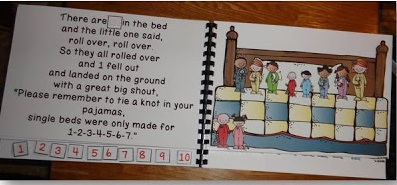 There are in the bed
and the little one said,
roll over, roll over.
So they all rolled over
and 1 fell out
and landed on the ground
with a great big shout,
"Please remember to tie a knot in your
pajamas,
single beds were only made for
1-2-3-4-5-6-7."
1 2 3 4 5 6 7 8 9 10